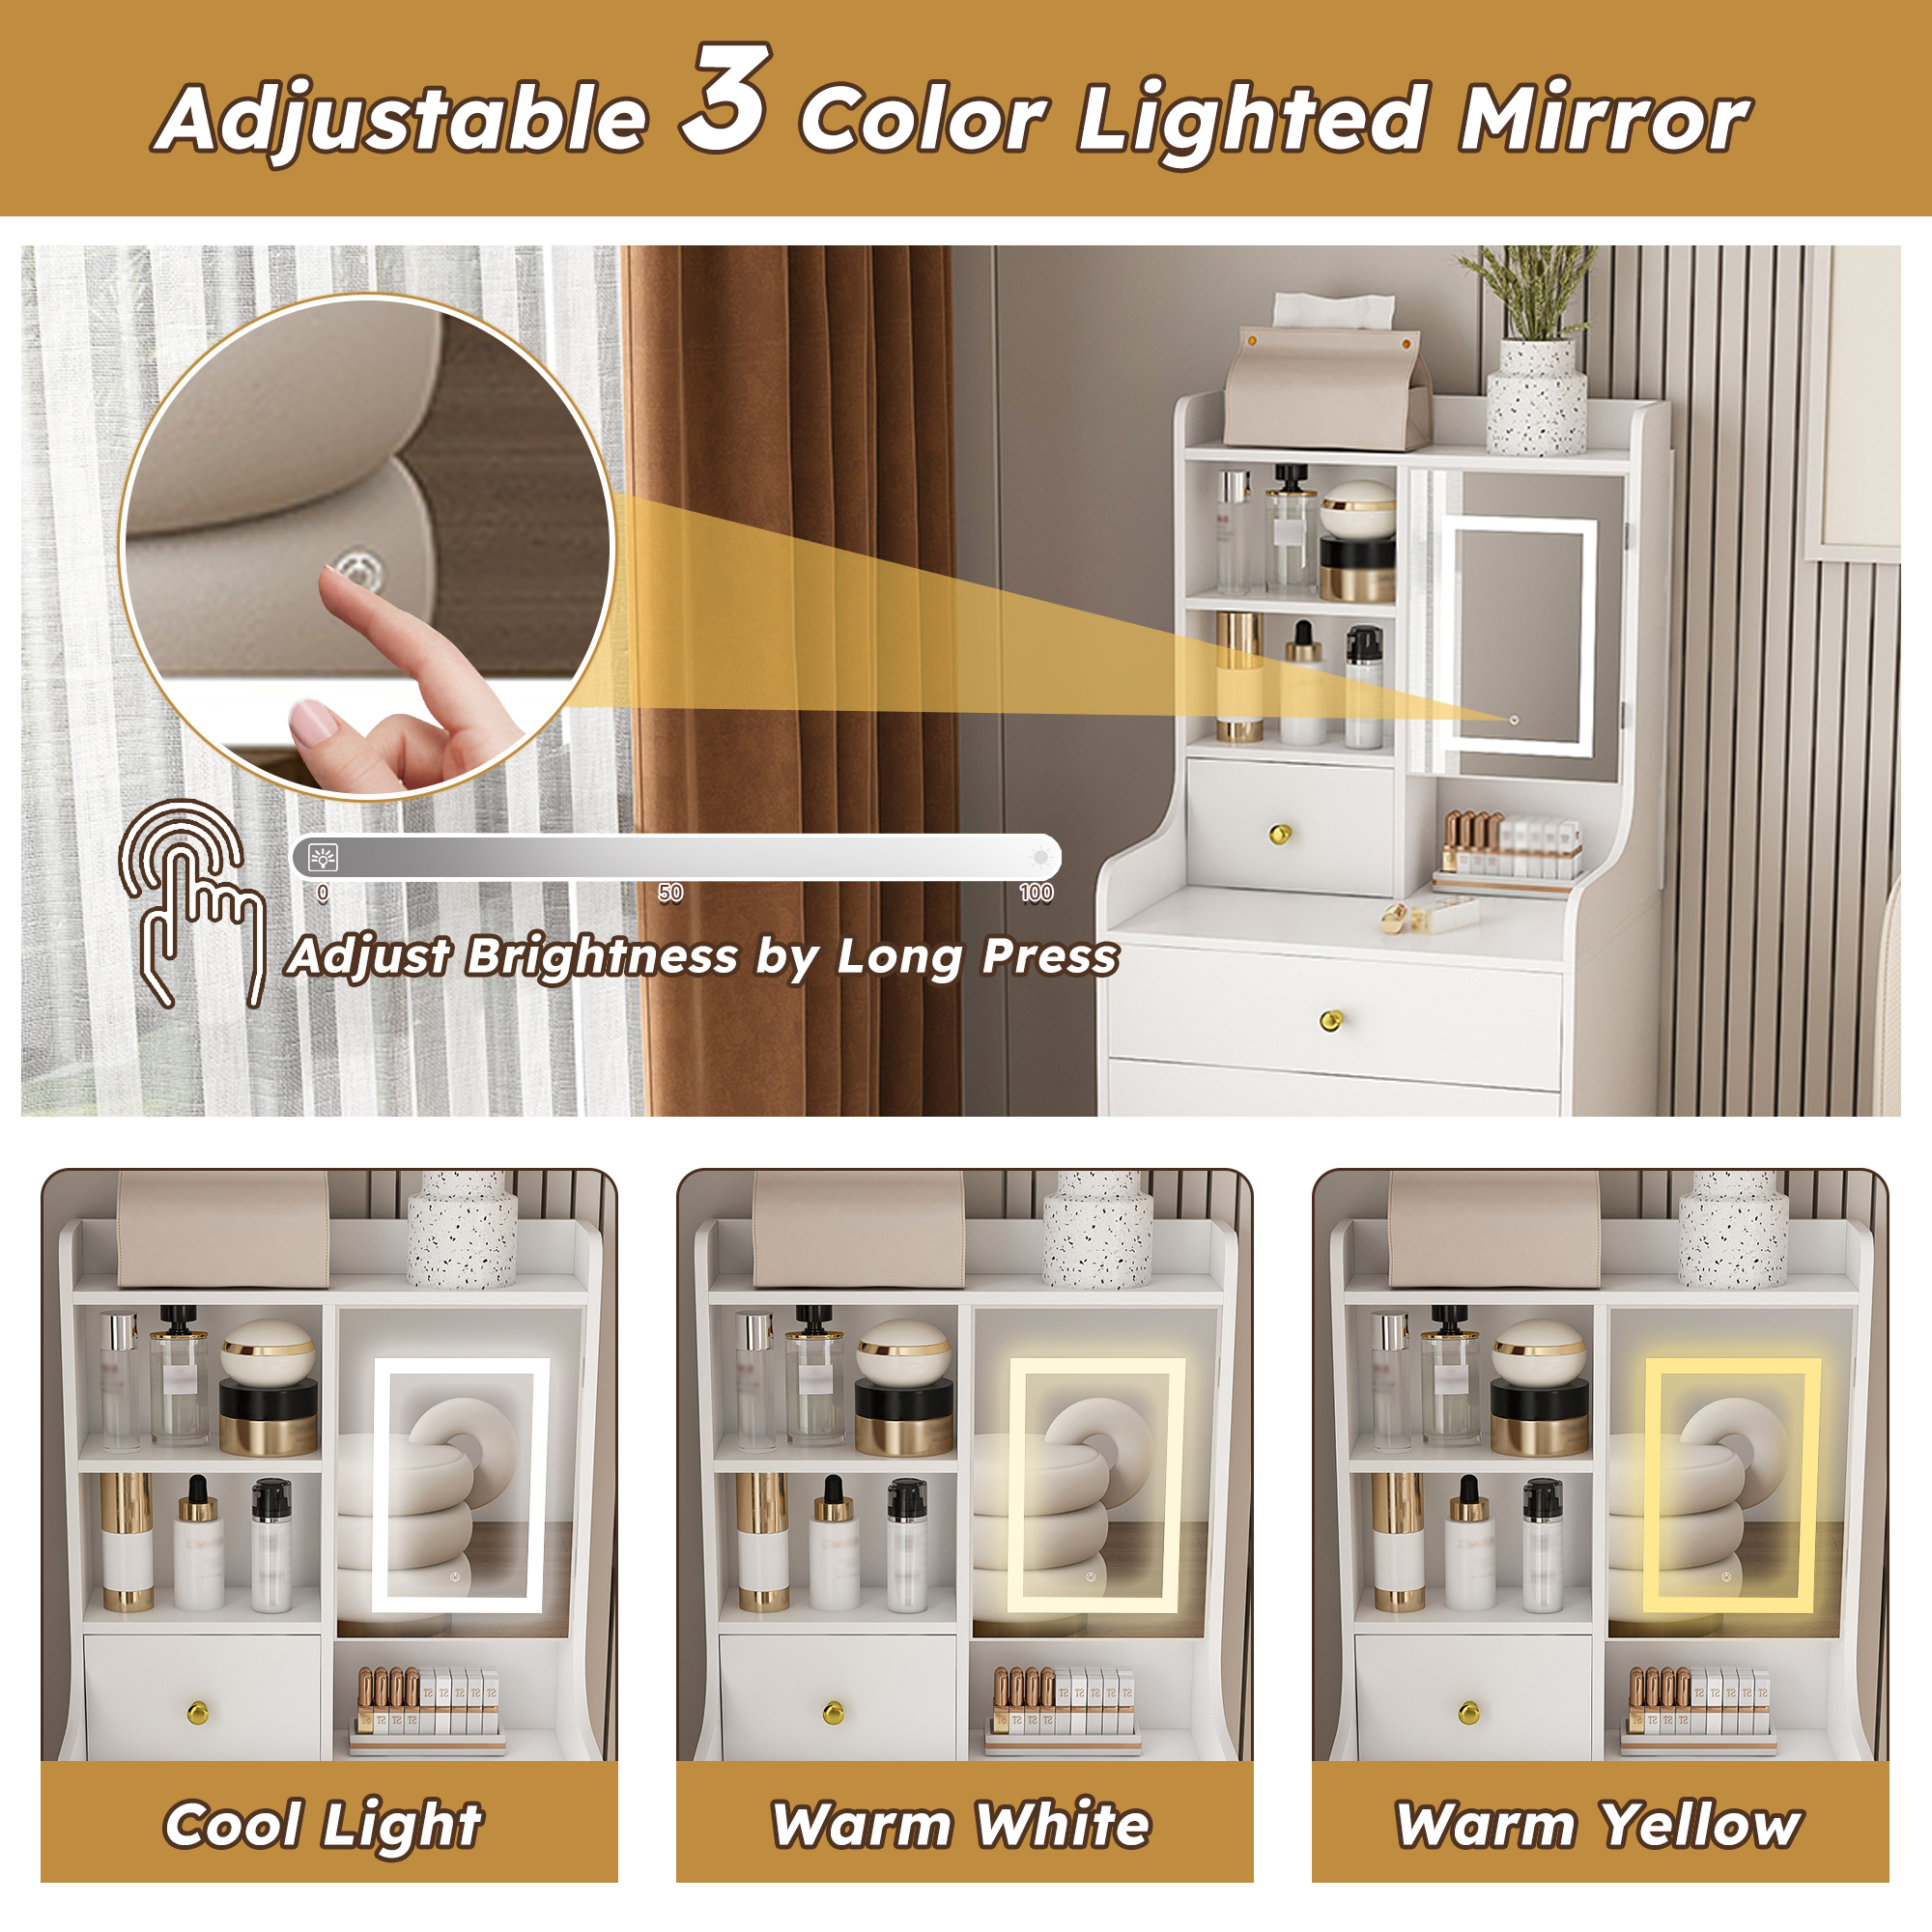 Adjustable 3 Color Lighted Mirror
0 50 100
Adjust Brightness by Long Press
Cool Light
Warm White
Warm Yellow